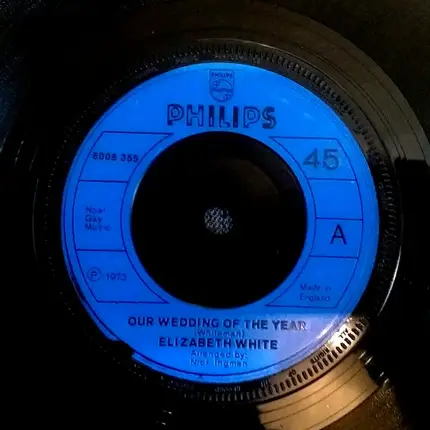 PHILIPS
6006 355
45
Noel
Gay
Music
A
℗ 1973
Made in
England
OUR WEDDING OF THE YEAR
(Whiteman)
ELIZABETH WHITE
Arranged by:
Nick Ingman